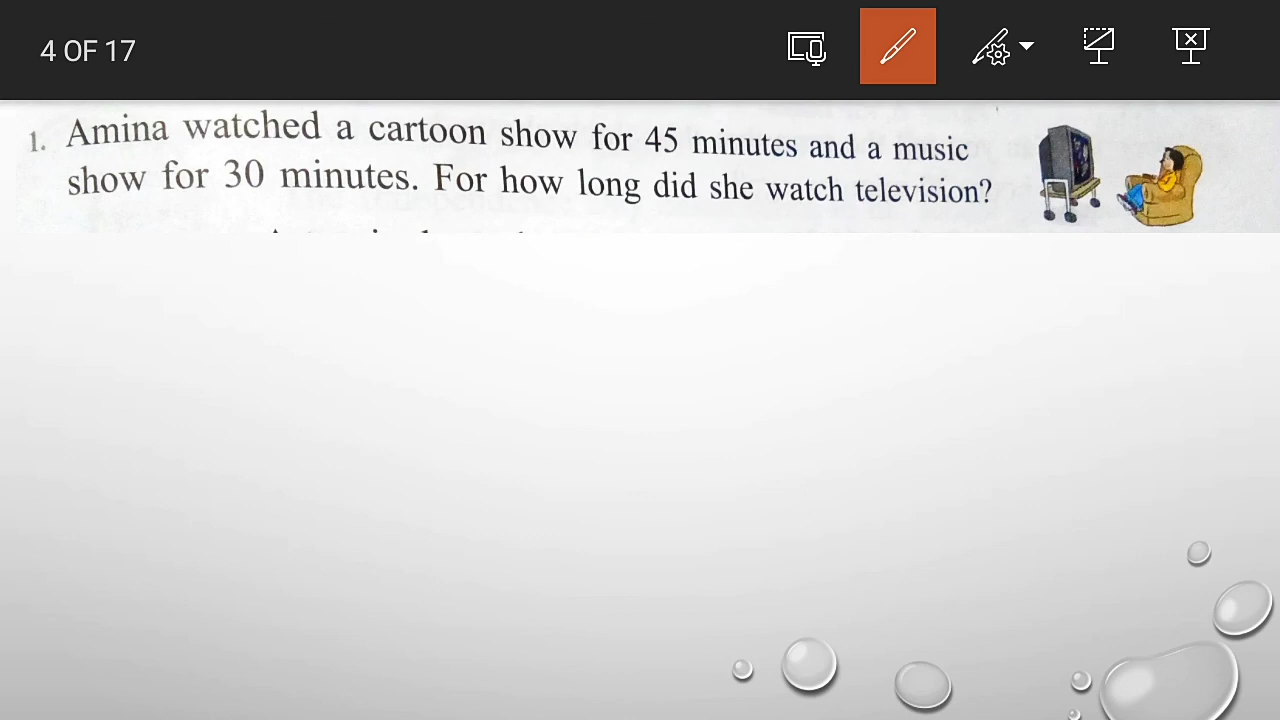 4 OF 17
1. Amina watched a cartoon show for 45 minutes and a music
show for 30 minutes. For how long did she watch television?